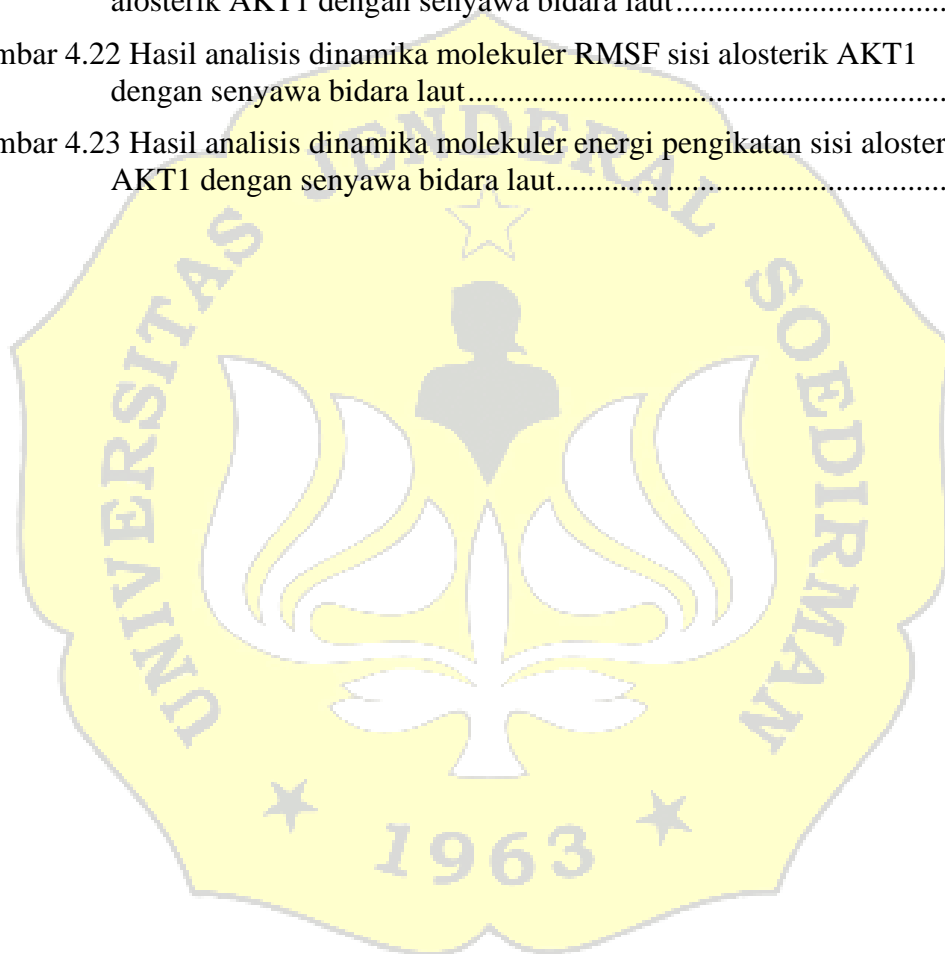 alosterik AKT1 dengan senyawa bidara laut..........................................
mbar 4.22 Hasil analisis dinamika molekuler RMSF sisi alosterik AKT1
dengan senyawa bidara laut....................................................................
mbar 4.23 Hasil analisis dinamika molekuler energi pengikatan sisi aloster
AKT1 dengan senyawa bidara laut.........................................................
UNIVERSITAS JENDERAL SOEDIRMAN
1963